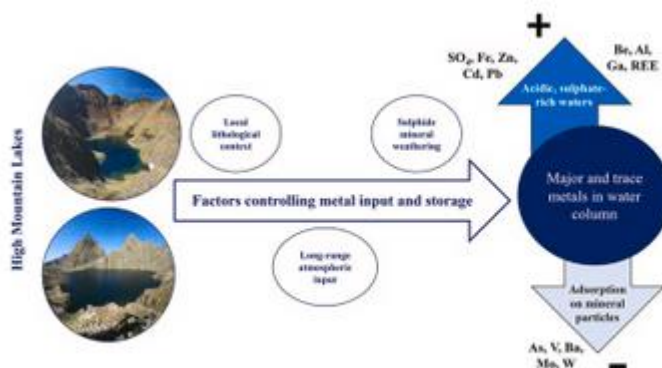 High Mountain Lakes
Local
lithological
context
Sulphide
mineral
weathering
Factors controlling metal input and storage
Long-range
atmospheric
input
+
SO₄, Fe, Zn,
Cd, Pb
Be, Al,
Ga, REE
Acidic, sulphate-
rich waters
Major and trace
metals in water
column
Adsorption
on mineral
particles
As, V, Ba,
Mo, W
-